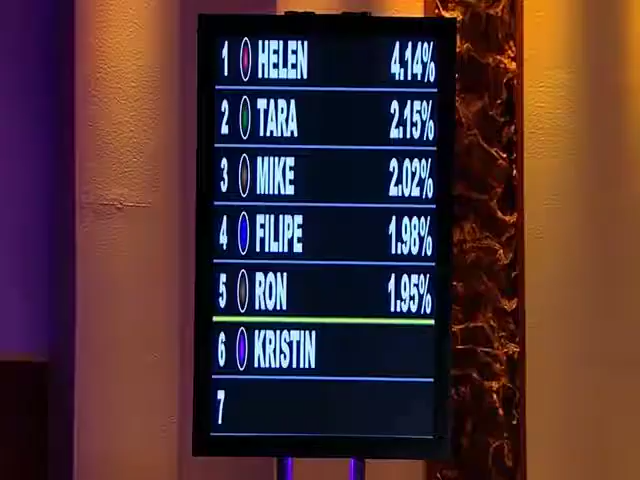 1 HELEN 4.14%
2 TARA 2.15%
3 MIKE 2.02%
4 FILIPE 1.98%
5 RON 1.95%
6 KRISTIN
7